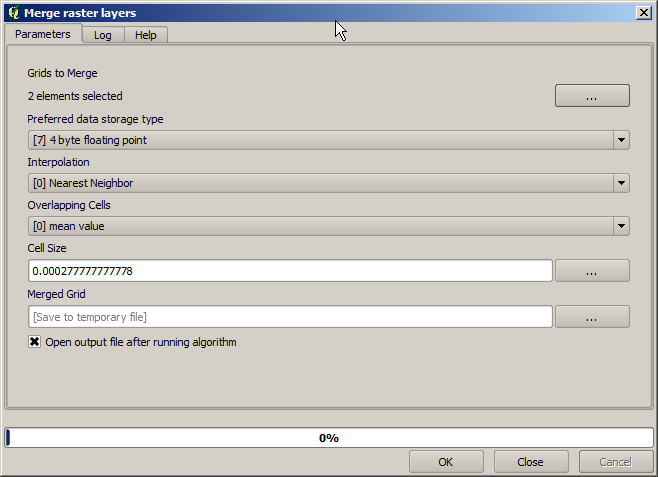 Merge raster layers
Parameters Log Help
Grids to Merge
2 elements selected ...
Preferred data storage type
[7] 4 byte floating point
Interpolation
[0] Nearest Neighbor
Overlapping Cells
[0] mean value
Cell Size
0.000277777777778 ...
Merged Grid
[Save to temporary file] ...
Open output file after running algorithm
0%
OK Close Cancel